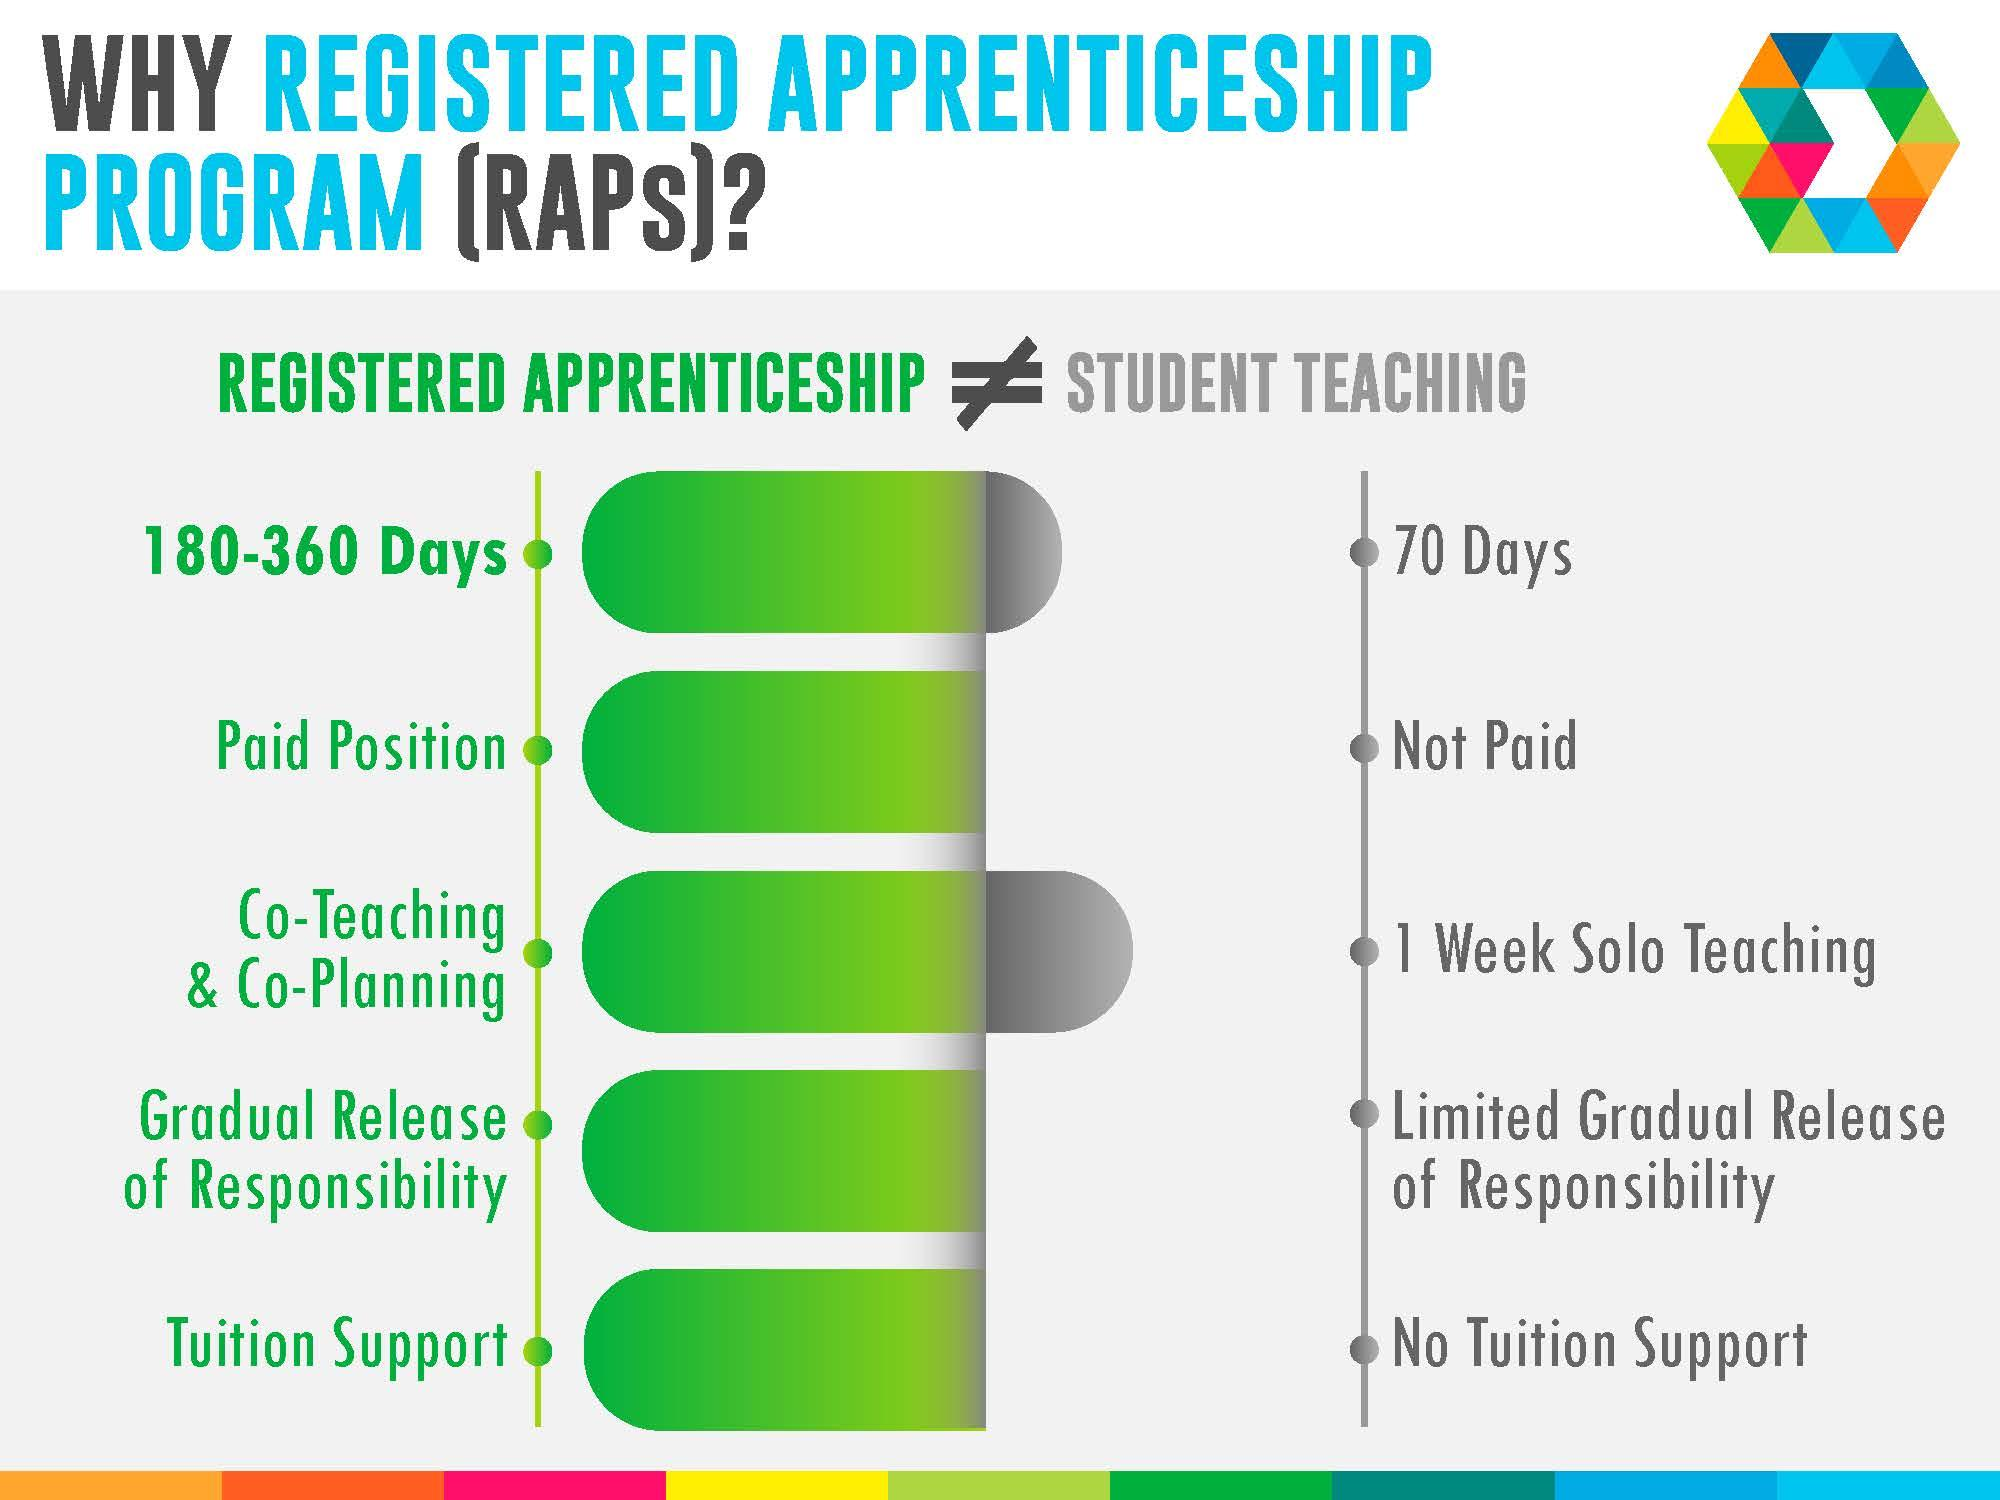 WHY REGISTERED APPRENTICESHIP
PROGRAM (RAPs)?
REGISTERED APPRENTICESHIP ≠ STUDENT TEACHING
180-360 Days
70 Days
Paid Position
Not Paid
Co-Teaching
& Co-Planning
1 Week Solo Teaching
Gradual Release
of Responsibility
Limited Gradual Release
of Responsibility
Tuition Support
No Tuition Support